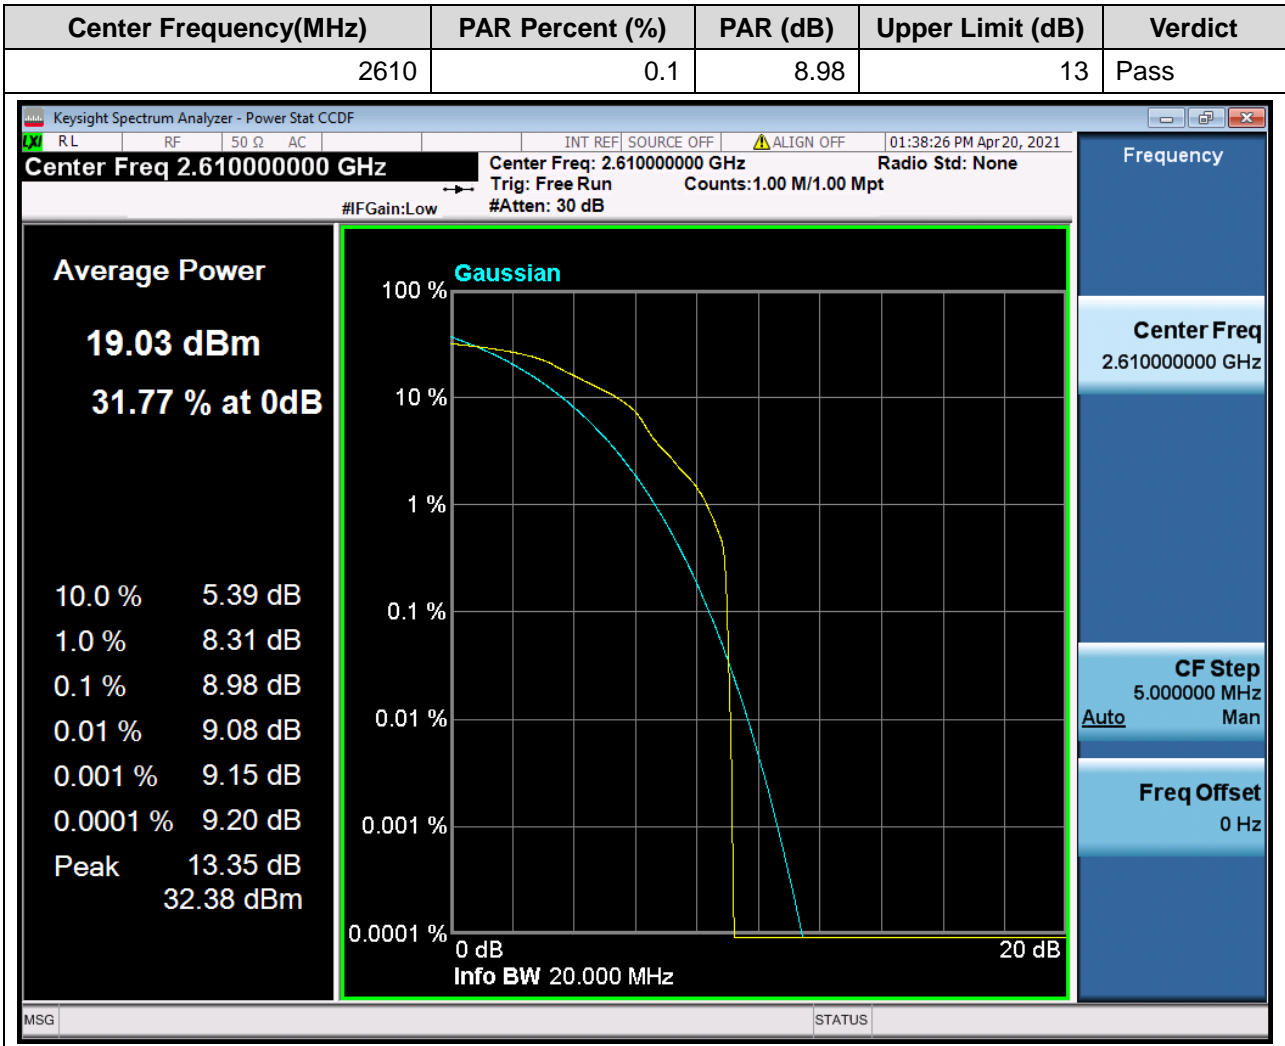 Center Frequency(MHz) PAR Percent (%) PAR (dB) Upper Limit (dB) Verdict
2610 0.1 8.98 13 Pass
Keysight Spectrum Analyzer - Power Stat CCDF
LXI RL RF 50 Ω AC INT REF SOURCE OFF ALIGN OFF 01:38:26 PM Apr 20, 2021
Center Freq 2.610000000 GHz
Center Freq: 2.610000000 GHz Radio Std: None
Trig: Free Run Counts:1.00 M/1.00 Mpt
#IFGain:Low #Atten: 30 dB
Frequency
Average Power
19.03 dBm
31.77 % at 0dB
10.0 % 5.39 dB
1.0 % 8.31 dB
0.1 % 8.98 dB
0.01 % 9.08 dB
0.001 % 9.15 dB
0.0001 % 9.20 dB
Peak 13.35 dB
32.38 dBm
Gaussian
100 %
10 %
1 %
0.1 %
0.01 %
0.001 %
0.0001 %
0 dB 20 dB
Info BW 20.000 MHz
Center Freq
2.610000000 GHz
CF Step
5.000000 MHz
Auto Man
Freq Offset
0 Hz
MSG STATUS